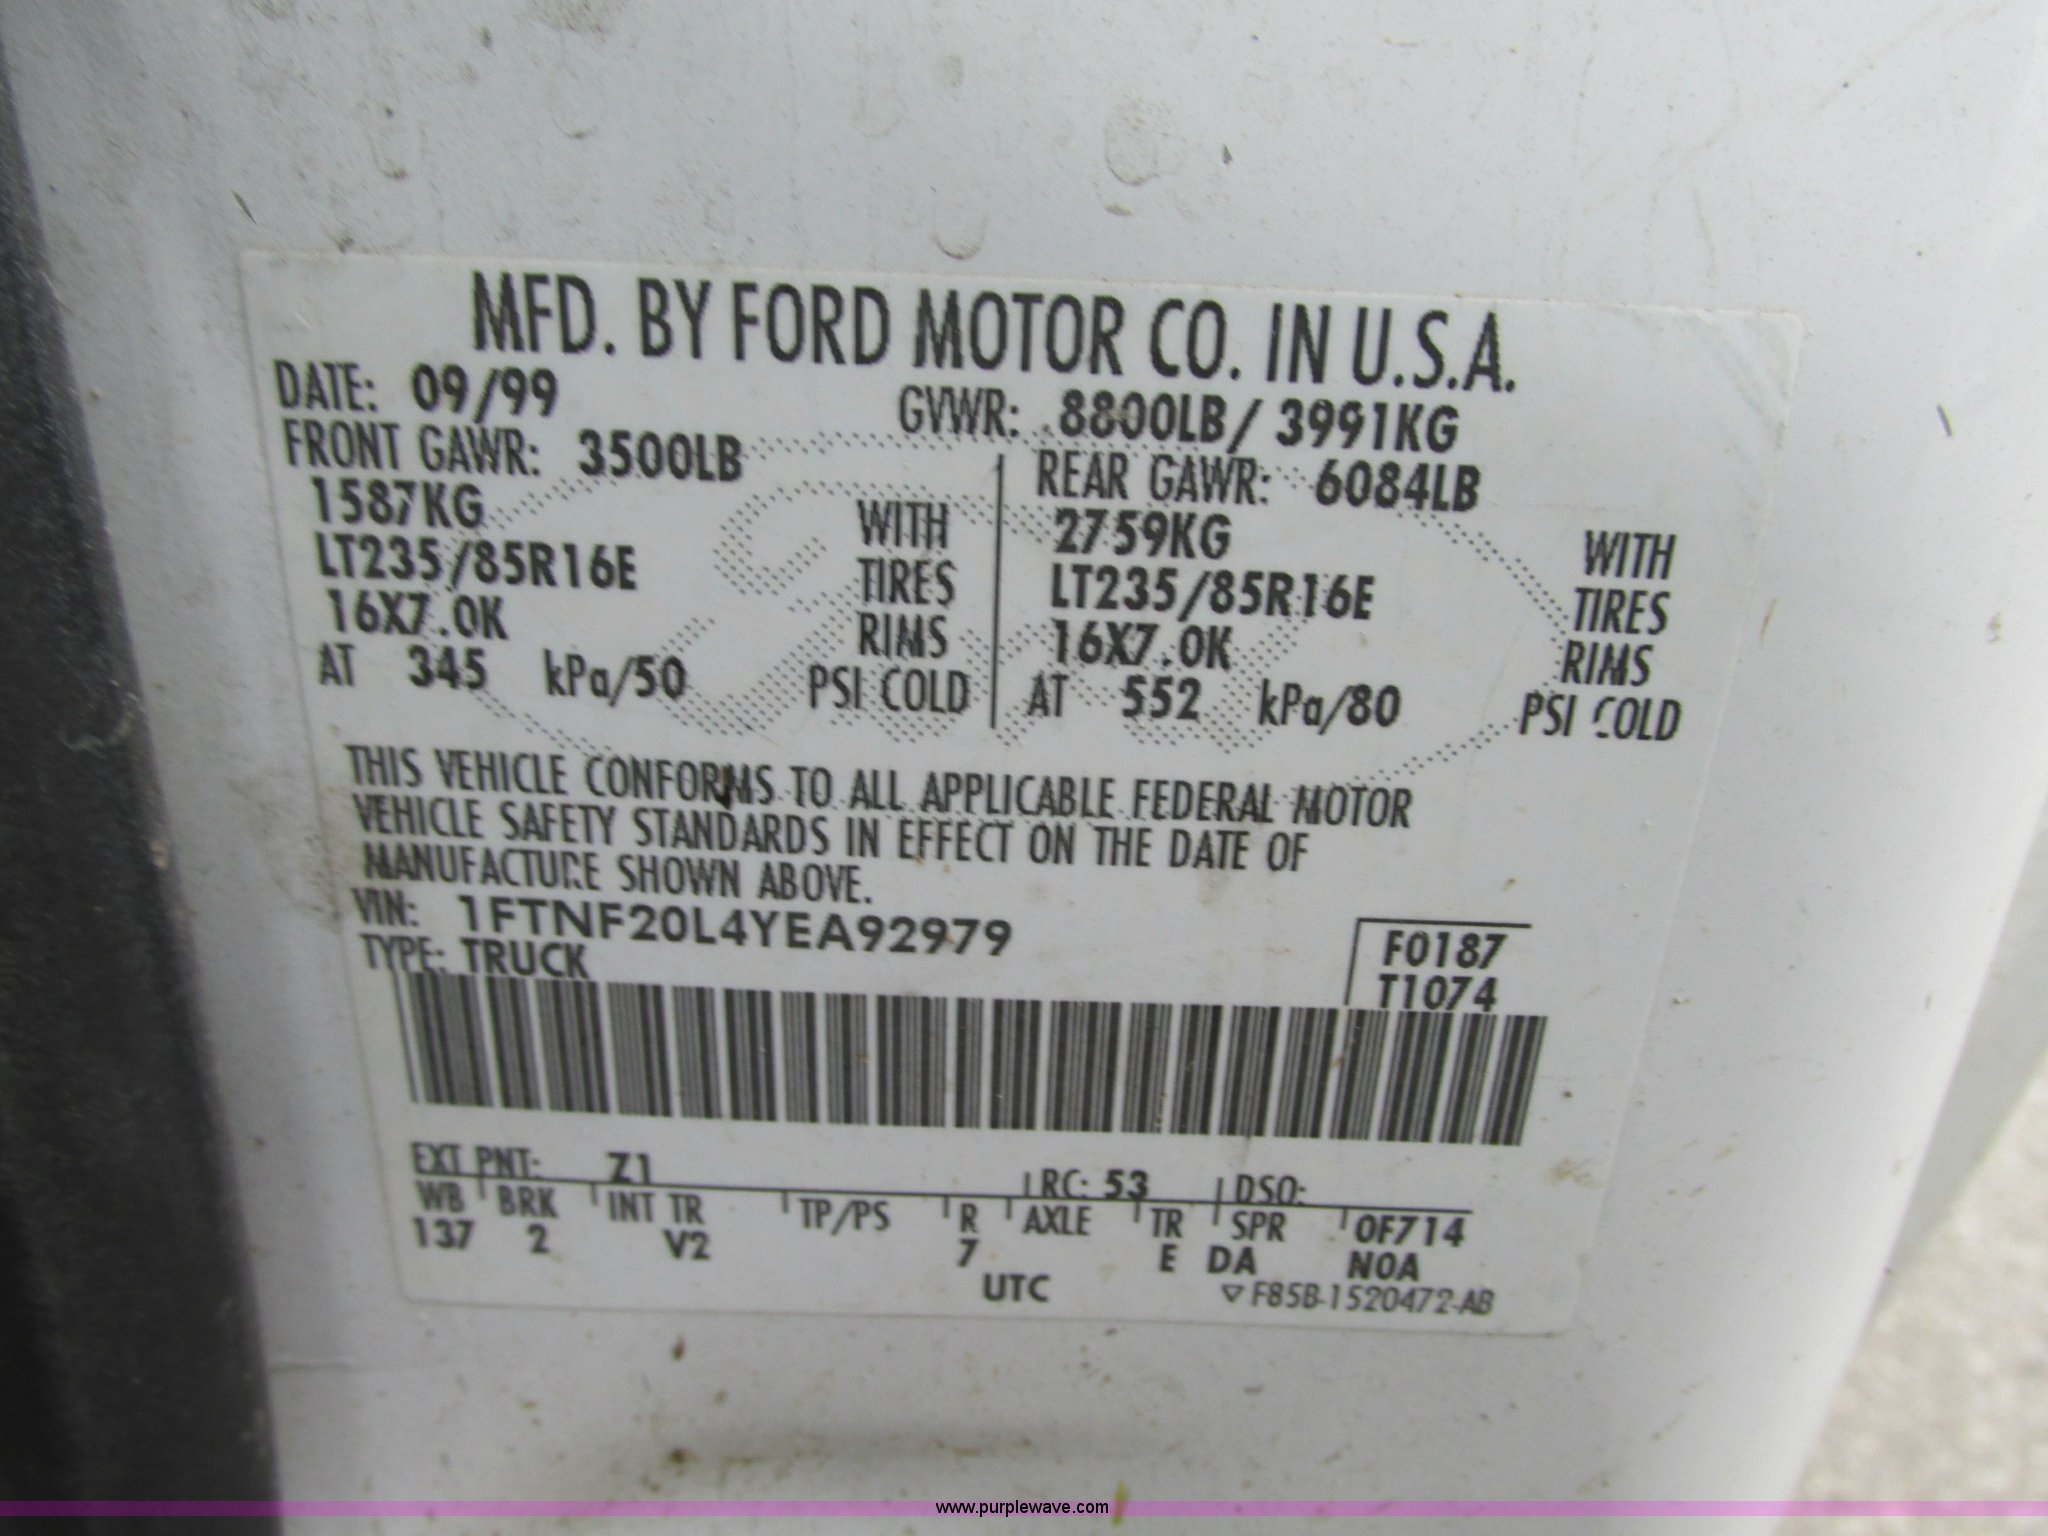 MFD. BY FORD MOTOR CO. IN U.S.A.
DATE: 09/99 GVWR: 8800LB/ 3991KG
FRONT GAWR: 3500LB REAR GAWR: 6084LB
1587KG WITH 2759KG WITH
LT235/85R16E TIRES LT235/85R16E TIRES
16X7.0K RIMS 16X7.0K RIMS
AT 345 kPa/50 PSI COLD AT 552 kPa/80 PSI COLD
THIS VEHICLE CONFORMS TO ALL APPLICABLE FEDERAL MOTOR
VEHICLE SAFETY STANDARDS IN EFFECT ON THE DATE OF
MANUFACTURE SHOWN ABOVE.
VIN: 1FTNF20L4YEA92979 F0187
TYPE: TRUCK T1074
EXT PNT: Z1 RC: 53 DSO:
WB BRK INT TR TP/PS R AXLE TR SPR 0F714
137 2 V2 7 E DA N0A
UTC ▽F85B-1520472-AB
www.purplewave.com